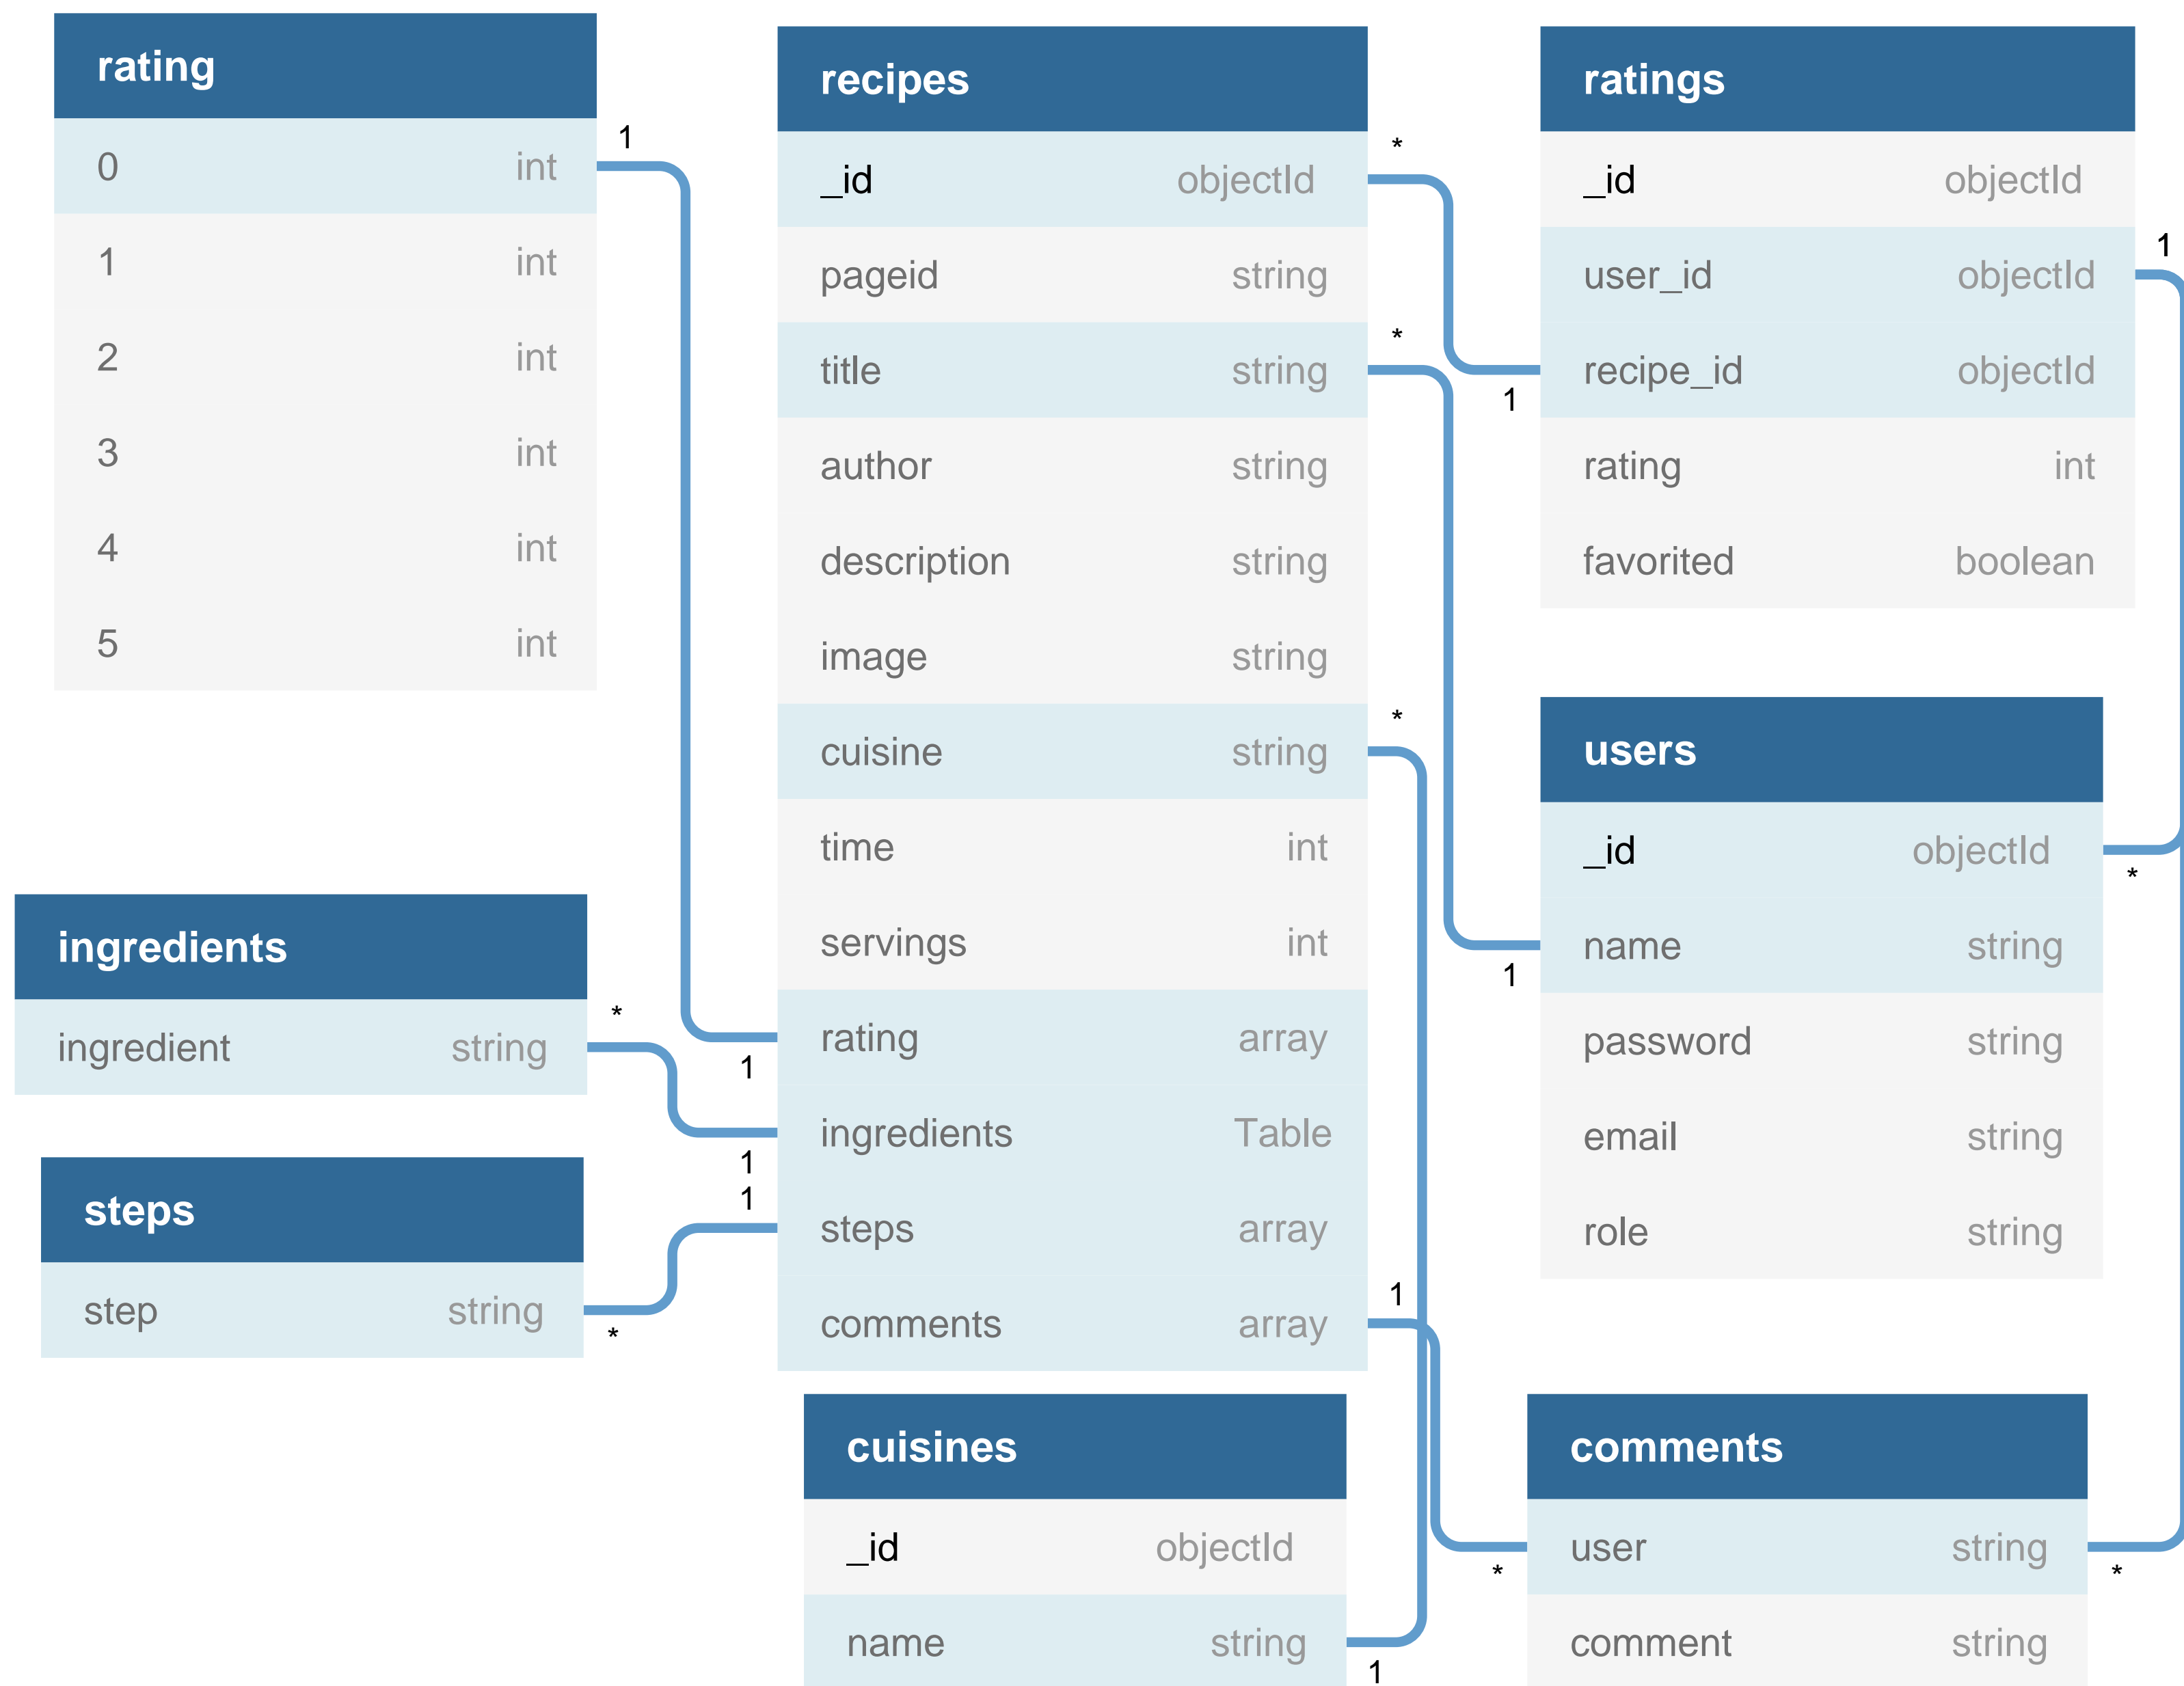 rating
0 int
1 int
2 int
3 int
4 int
5 int
1
ingredients
ingredient string
*
steps
step string
*
recipes
_id objectId
pageid string
title string
author string
description string
image string
cuisine string
time int
servings int
rating array
ingredients Table
steps array
comments array
*
*
*
1
1
1
1
cuisines
_id objectId
name string
1
ratings
_id objectId
user_id objectId
recipe_id objectId
rating int
favorited boolean
1
1
users
_id objectId
name string
password string
email string
role string
*
1
comments
user string
comment string
*
*